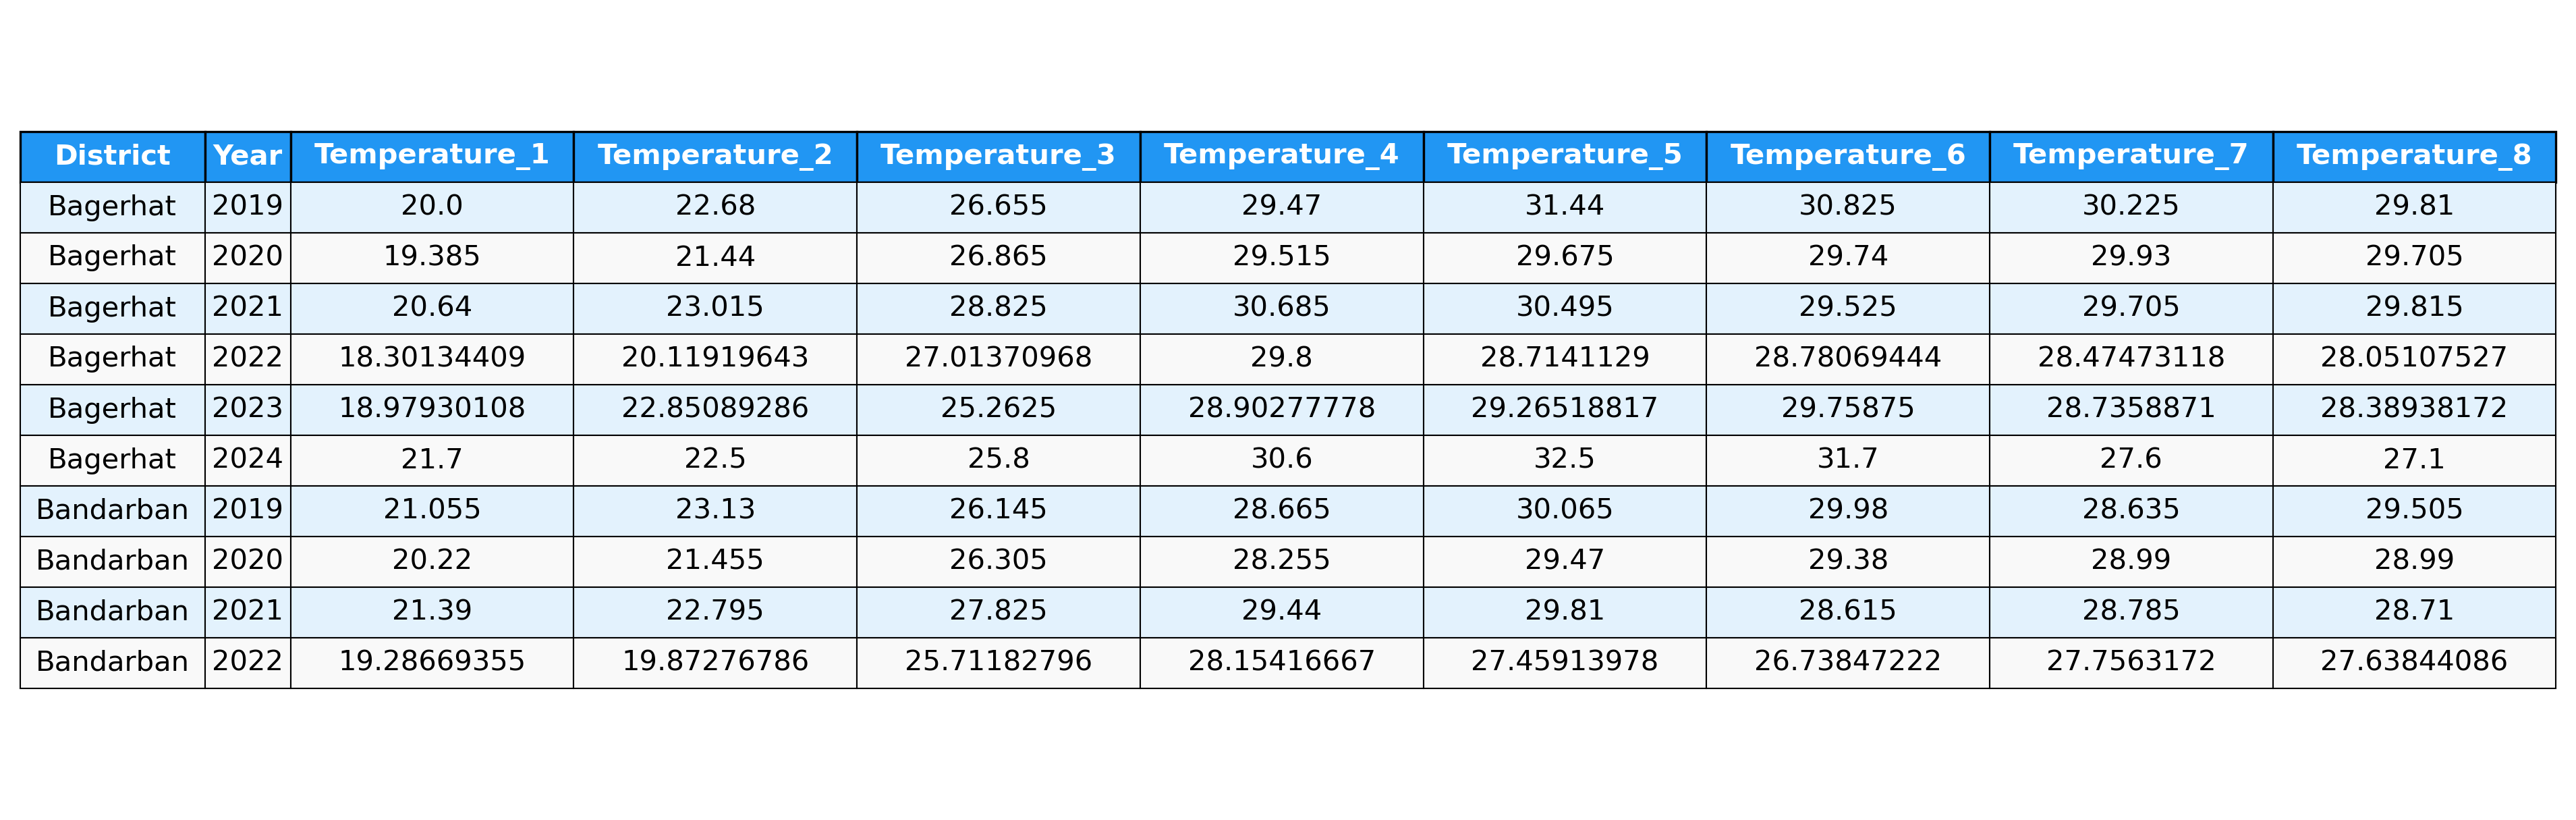 District Year Temperature_1 Temperature_2 Temperature_3 Temperature_4 Temperature_5 Temperature_6 Temperature_7 Temperature_8
Bagerhat 2019 20.0 22.68 26.655 29.47 31.44 30.825 30.225 29.81
Bagerhat 2020 19.385 21.44 26.865 29.515 29.675 29.74 29.93 29.705
Bagerhat 2021 20.64 23.015 28.825 30.685 30.495 29.525 29.705 29.815
Bagerhat 2022 18.30134409 20.11919643 27.01370968 29.8 28.7141129 28.78069444 28.47473118 28.05107527
Bagerhat 2023 18.97930108 22.85089286 25.2625 28.90277778 29.26518817 29.75875 28.7358871 28.38938172
Bagerhat 2024 21.7 22.5 25.8 30.6 32.5 31.7 27.6 27.1
Bandarban 2019 21.055 23.13 26.145 28.665 30.065 29.98 28.635 29.505
Bandarban 2020 20.22 21.455 26.305 28.255 29.47 29.38 28.99 28.99
Bandarban 2021 21.39 22.795 27.825 29.44 29.81 28.615 28.785 28.71
Bandarban 2022 19.28669355 19.87276786 25.71182796 28.15416667 27.45913978 26.73847222 27.7563172 27.63844086